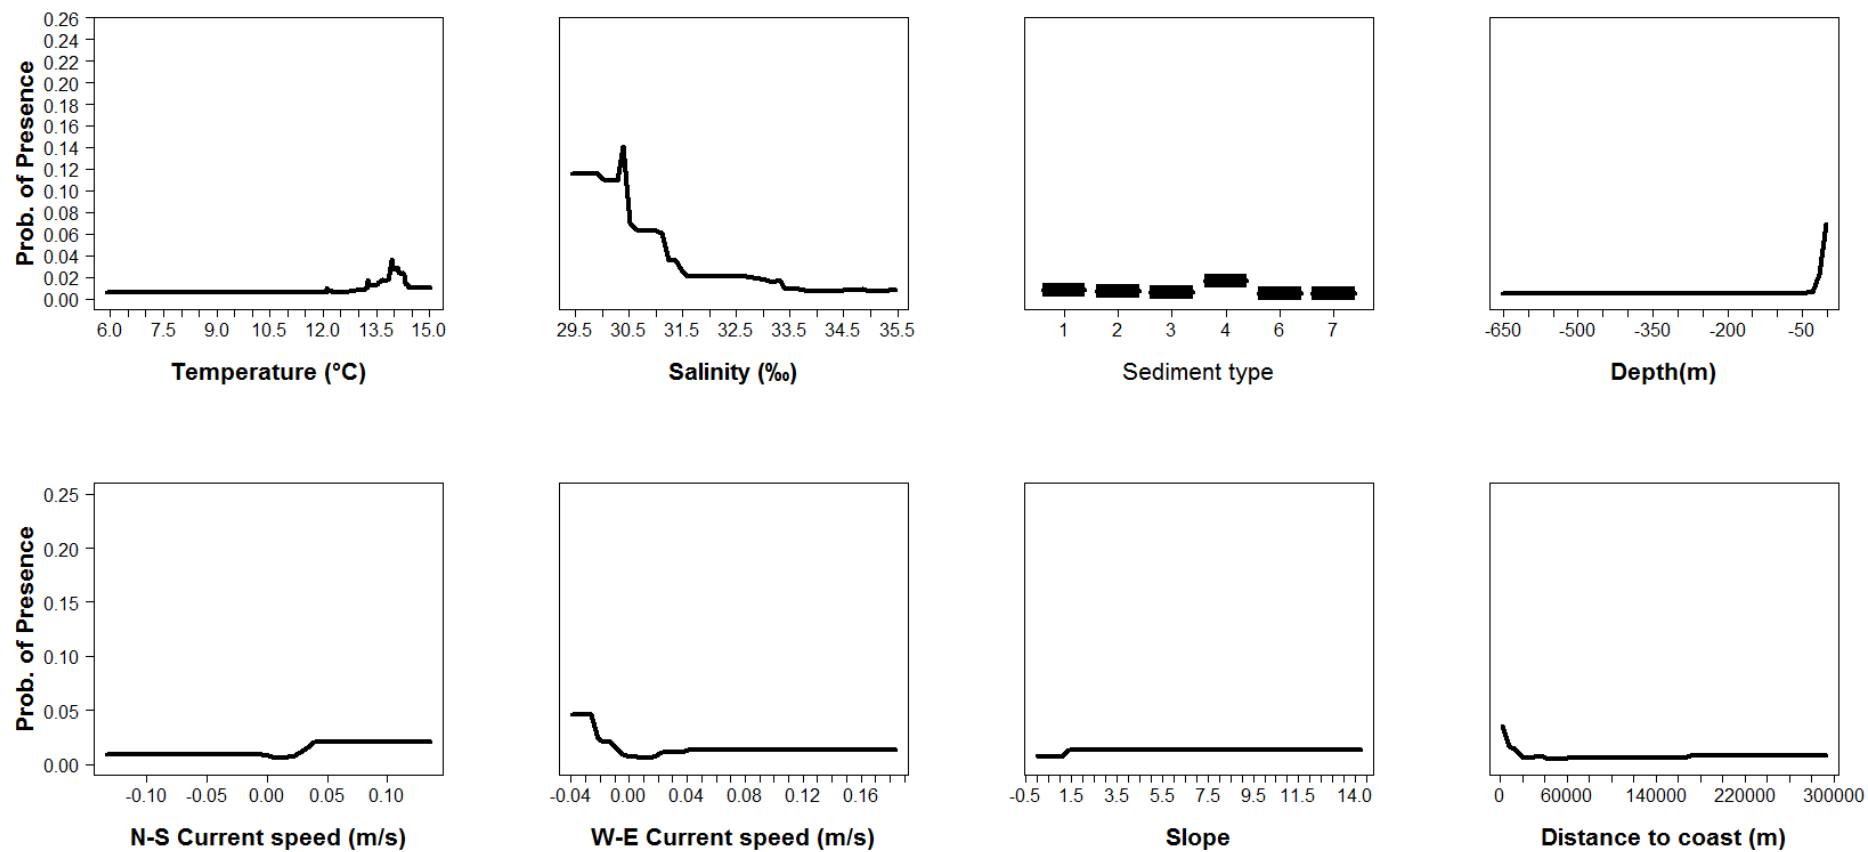 Prob. of Presence
0.26
0.24
0.22
0.20
0.18
0.16
0.14
0.12
0.10
0.08
0.06
0.04
0.02
0.00
6.0 7.5 9.0 10.5 12.0 13.5 15.0
Temperature (°C)
29.5 30.5 31.5 32.5 33.5 34.5 35.5
Salinity (‰)
1 2 3 4 6 7
Sediment type
-650 -500 -350 -200 -50
Depth(m)
Prob. of Presence
0.25
0.20
0.15
0.10
0.05
0.00
-0.10 -0.05 0.00 0.05 0.10
N-S Current speed (m/s)
-0.04 0.00 0.04 0.08 0.12 0.16
W-E Current speed (m/s)
-0.5 1.5 3.5 5.5 7.5 9.5 11.5 14.0
Slope
0 60000 140000 220000 300000
Distance to coast (m)